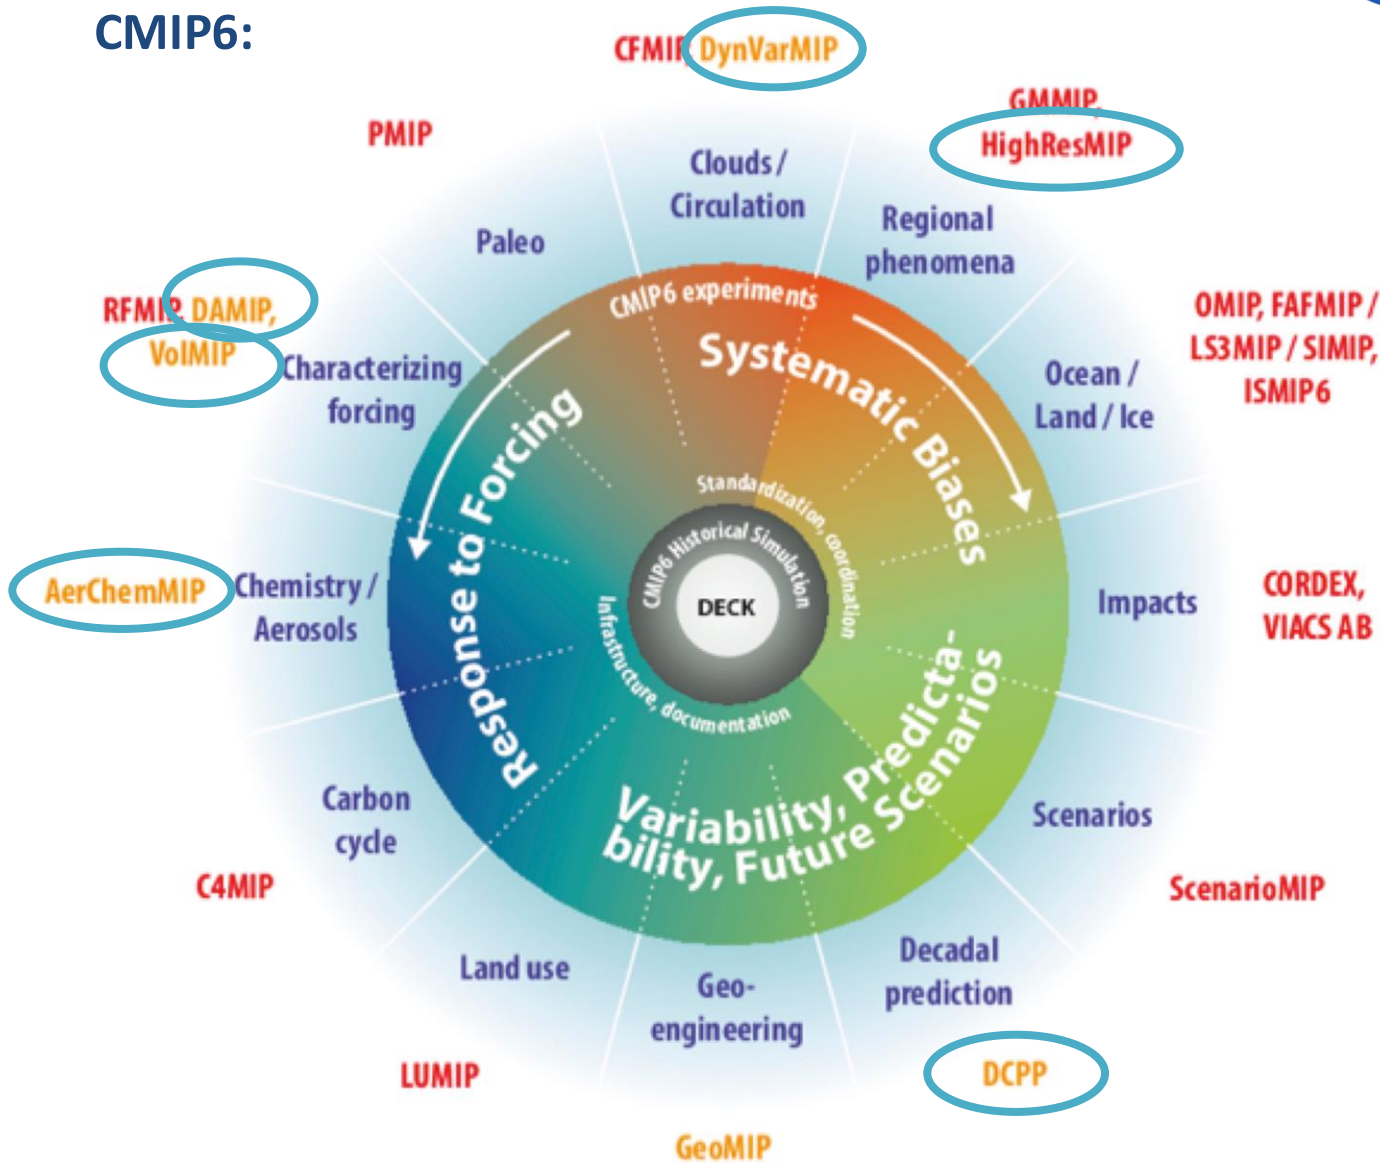 CMIP6:
CFMIP, DynVarMIP
GMMIP,
HighResMIP
PMIP
Clouds /
Circulation
Regional
phenomena
Paleo
RFMIP, DAMIP,
VolMIP
Characterizing
forcing
OMIP, FAFMIP /
LS3MIP / SIMIP,
ISMIP6
Ocean /
Land / Ice
CMIP6 experiments
Systematic Biases
Response to Forcing
Standardization, coordination
CMIP6 Historical Simulation
DECK
Infrastructure, documentation
AerChemMIP
Chemistry /
Aerosols
Impacts
CORDEX,
VIACS AB
Variability, Predicta-
bility, Future Scenarios
Carbon
cycle
C4MIP
Scenarios
ScenarioMIP
Land use
LUMIP
Geo-
engineering
GeoMIP
Decadal
prediction
DCPP